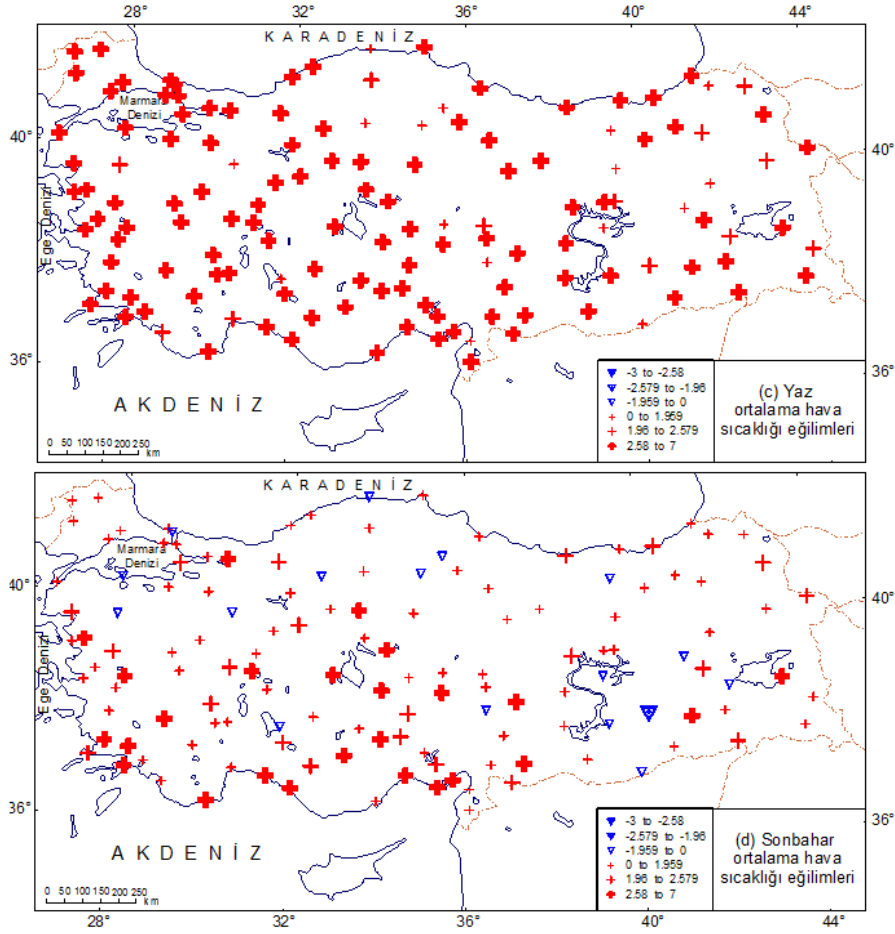 28° 32° 36° 40° 44°
K A R A D E N İ Z
Marmara
Denizi
40° 40°
Ege Denizi
36° 36°
A K D E N İ Z
0 50 100 150 200 250
km
-3 to -2.58
-2.579 to -1.96
-1.959 to 0
0 to 1.959
1.96 to 2.579
2.58 to 7
(c) Yaz
ortalama hava
sıcaklığı eğilimleri
K A R A D E N İ Z
Marmara
Denizi
40° 40°
Ege Denizi
36° 36°
A K D E N İ Z
0 50 100 150 200 250
km
-3 to -2.58
-2.579 to -1.96
-1.959 to 0
0 to 1.959
1.96 to 2.579
2.58 to 7
(d) Sonbahar
ortalama hava
sıcaklığı eğilimleri
28° 32° 36° 40° 44°